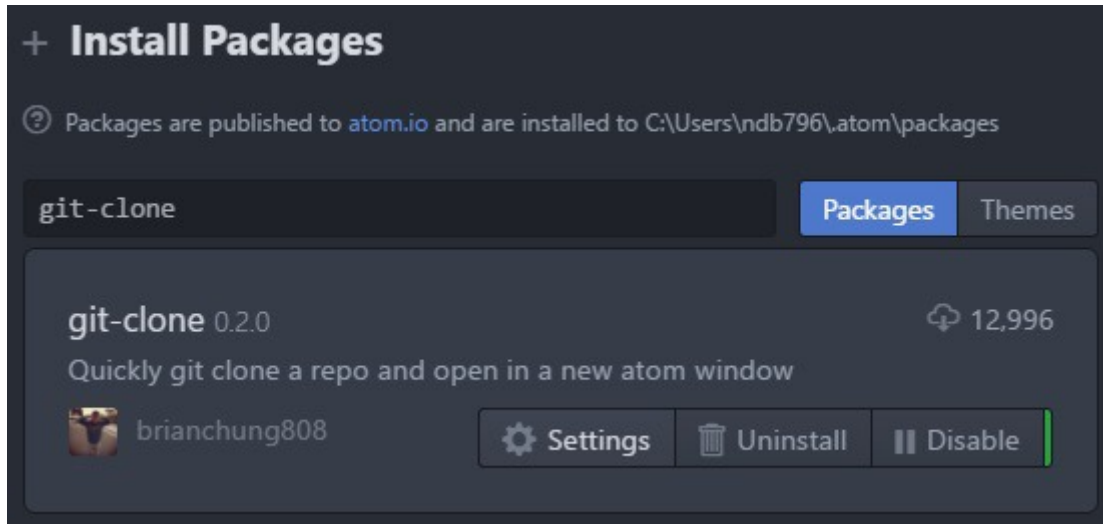 + Install Packages
? Packages are published to atom.io and are installed to C:\Users\ndb796\.atom\packages
git-clone Packages Themes
git-clone 0.2.0 12,996
Quickly git clone a repo and open in a new atom window
brianchung808 Settings Uninstall Disable